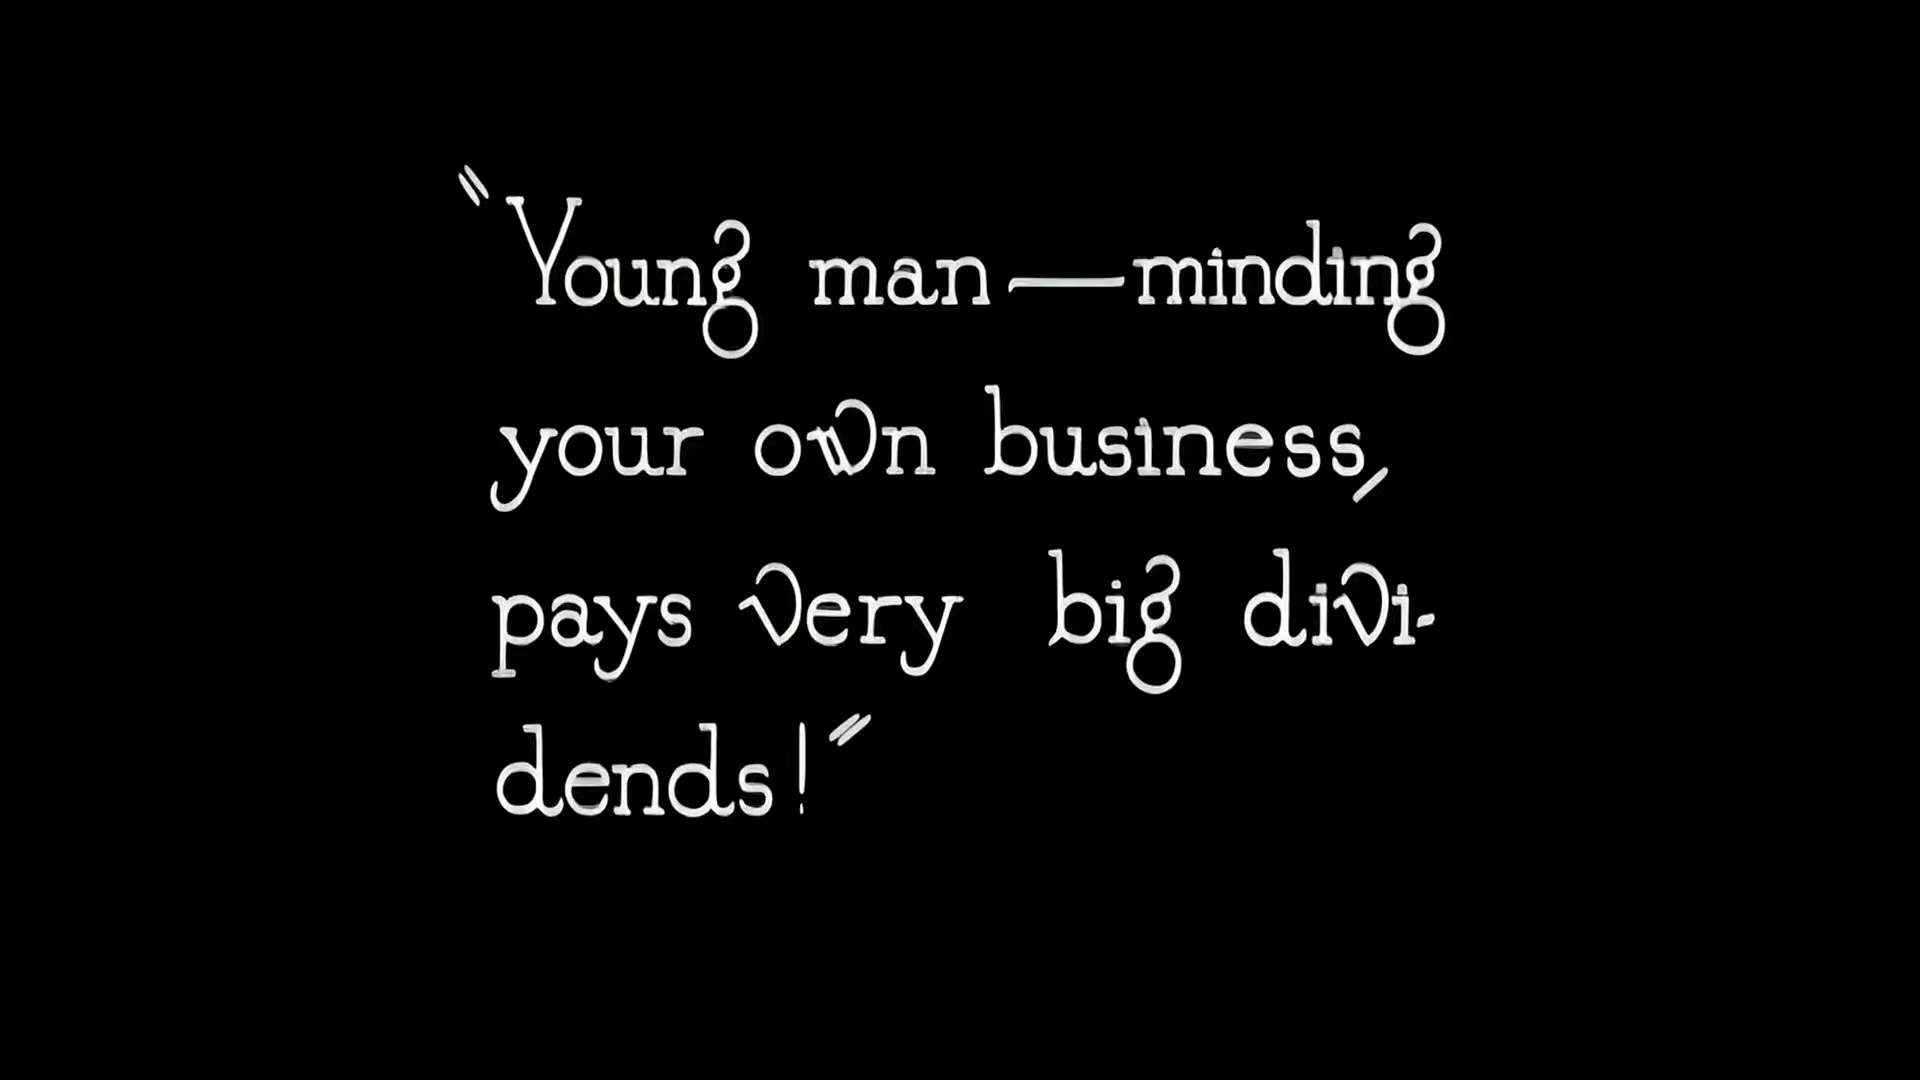 "Young man—minding
your own business,
pays very big divi-
dends!"